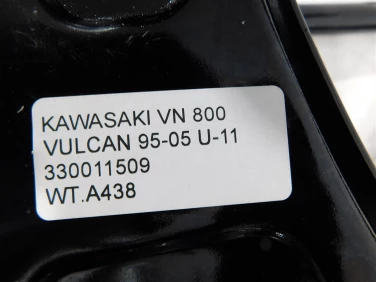 KAWASAKI VN 800
VULCAN 95-05 U-11
330011509
WT.A438